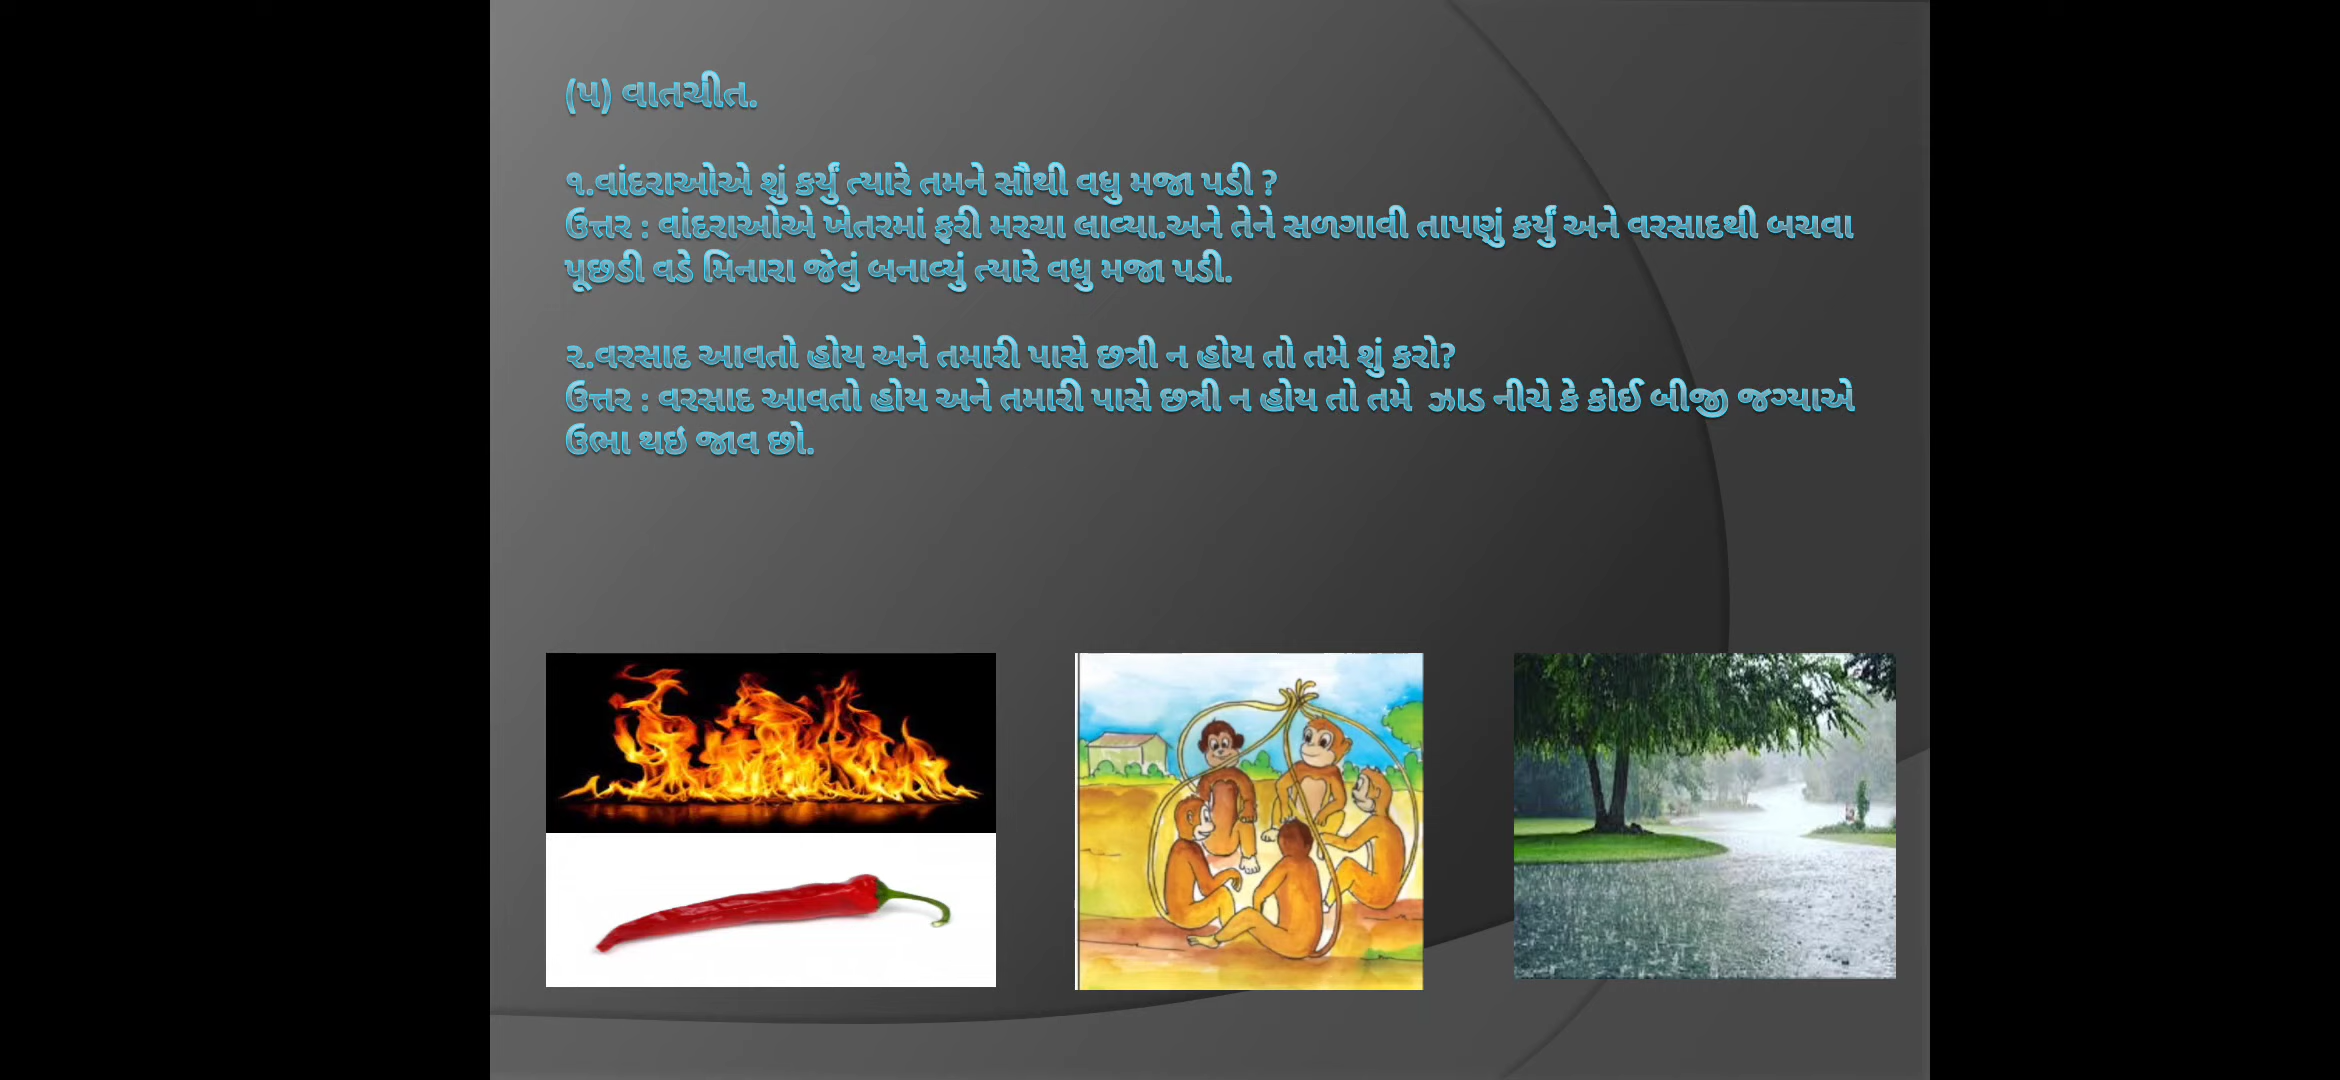 (૫) વાતચીત.
૧.વાંદરાઓએ શું કર્યું ત્યારે તમને સૌથી વધુ મજા પડી ?
ઉત્તર : વાંદરાઓએ ખેતરમાં ફરી મરચા લાવ્યા.અને તેને સળગાવી તાપણું કર્યું અને વરસાદથી બચવા
પૂછડી વડે મિનારા જેવું બનાવ્યું ત્યારે વધુ મજા પડી.
૨.વરસાદ આવતો હોય અને તમારી પાસે છત્રી ન હોય તો તમે શું કરો?
ઉત્તર : વરસાદ આવતો હોય અને તમારી પાસે છત્રી ન હોય તો તમે ઝાડ નીચે કે કોઈ બીજી જગ્યાએ
ઉભા થઇ જાવ છો.